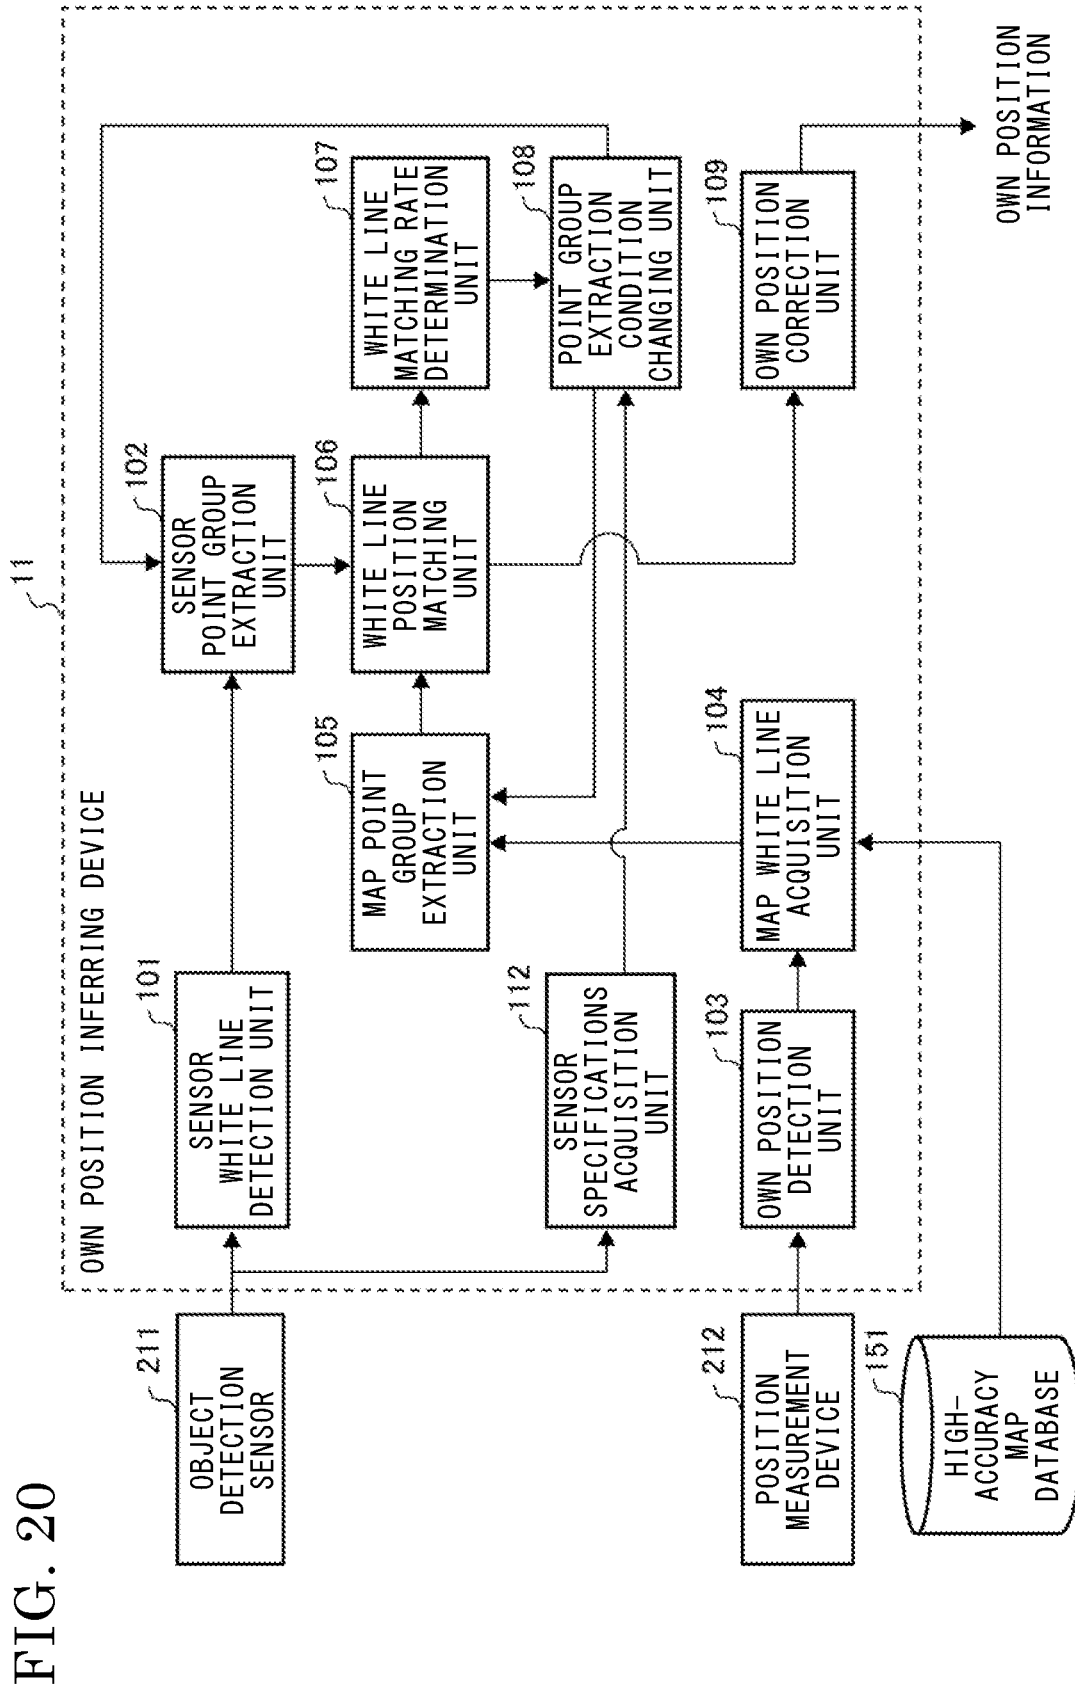 FIG. 20
11
OWN POSITION INFERRING DEVICE
211
OBJECT
DETECTION
SENSOR
101
SENSOR
WHITE LINE
DETECTION UNIT
102
SENSOR
POINT GROUP
EXTRACTION
UNIT
105
MAP POINT
GROUP
EXTRACTION
UNIT
106
WHITE LINE
POSITION
MATCHING
UNIT
107
WHITE LINE
MATCHING RATE
DETERMINATION
UNIT
112
SENSOR
SPECIFICATIONS
ACQUISITION
UNIT
108
POINT GROUP
EXTRACTION
CONDITION
CHANGING UNIT
212
POSITION
MEASUREMENT
DEVICE
103
OWN POSITION
DETECTION
UNIT
104
MAP WHITE LINE
ACQUISITION
UNIT
109
OWN POSITION
CORRECTION
UNIT
151
HIGH-
ACCURACY
MAP
DATABASE
OWN POSITION
INFORMATION